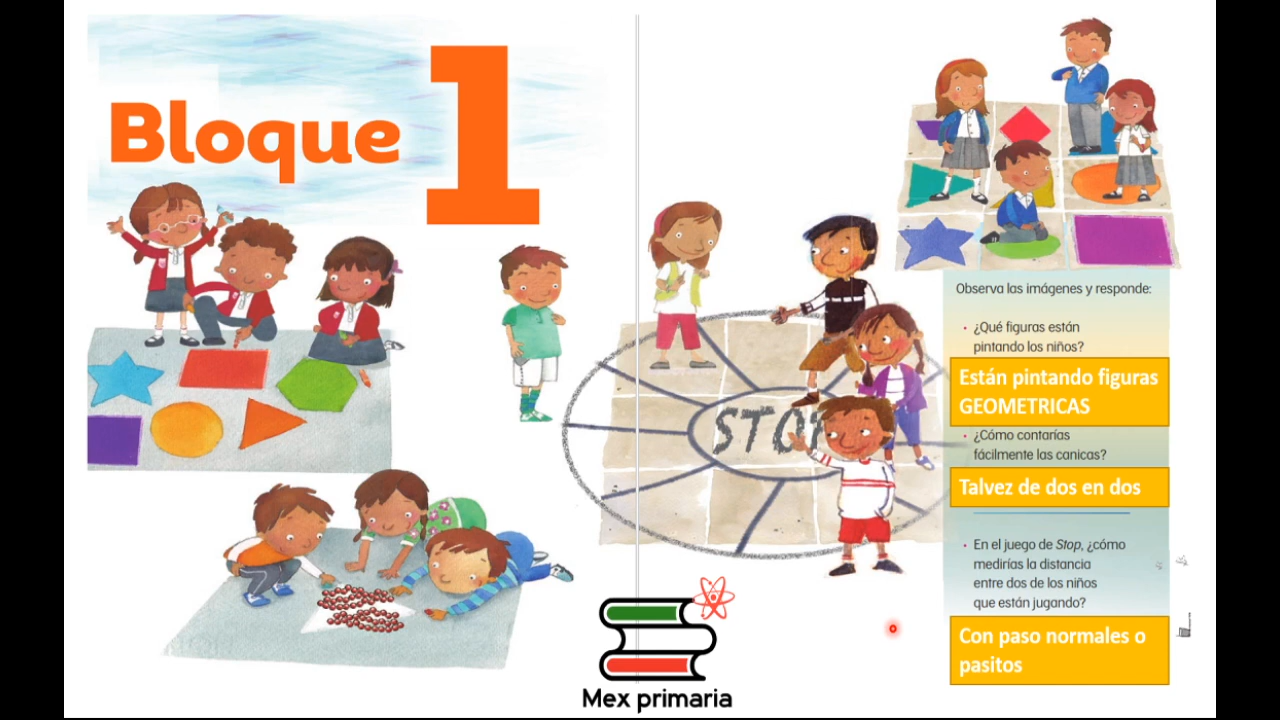 Bloque 1
STOP
Observa las imágenes y responde:
• ¿Qué figuras están
pintando los niños?
Están pintando figuras
GEOMETRICAS
• ¿Cómo contarías
fácilmente las canicas?
Talvez de dos en dos
• En el juego de Stop, ¿cómo
medirías la distancia
entre dos de los niños
que están jugando?
Con paso normales o
pasitos
Mex primaria